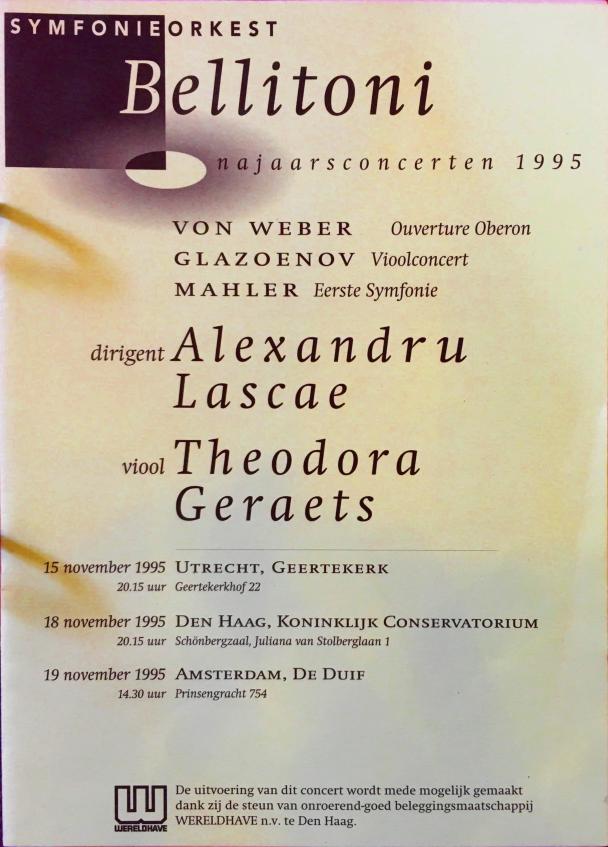 SYMFONIEORKEST
Bellitoni
najaarsconcerten 1995
VON WEBER Ouverture Oberon
GLAZOENOV Vioolconcert
MAHLER Eerste Symfonie
dirigent Alexandru
Lascae
viool Theodora
Geraets
15 november 1995 UTRECHT, GEERTEKERK
20.15 uur Geertekerkhof 22
18 november 1995 DEN HAAG, KONINKLIJK CONSERVATORIUM
20.15 uur Schönbergzaal, Juliana van Stolberglaan 1
19 november 1995 AMSTERDAM, DE DUIF
14.30 uur Prinsengracht 754
De uitvoering van dit concert wordt mede mogelijk gemaakt
dank zij de steun van onroerend-goed beleggingsmaatschappij
WERELDHAVE n.v. te Den Haag.
WERELDHAVE